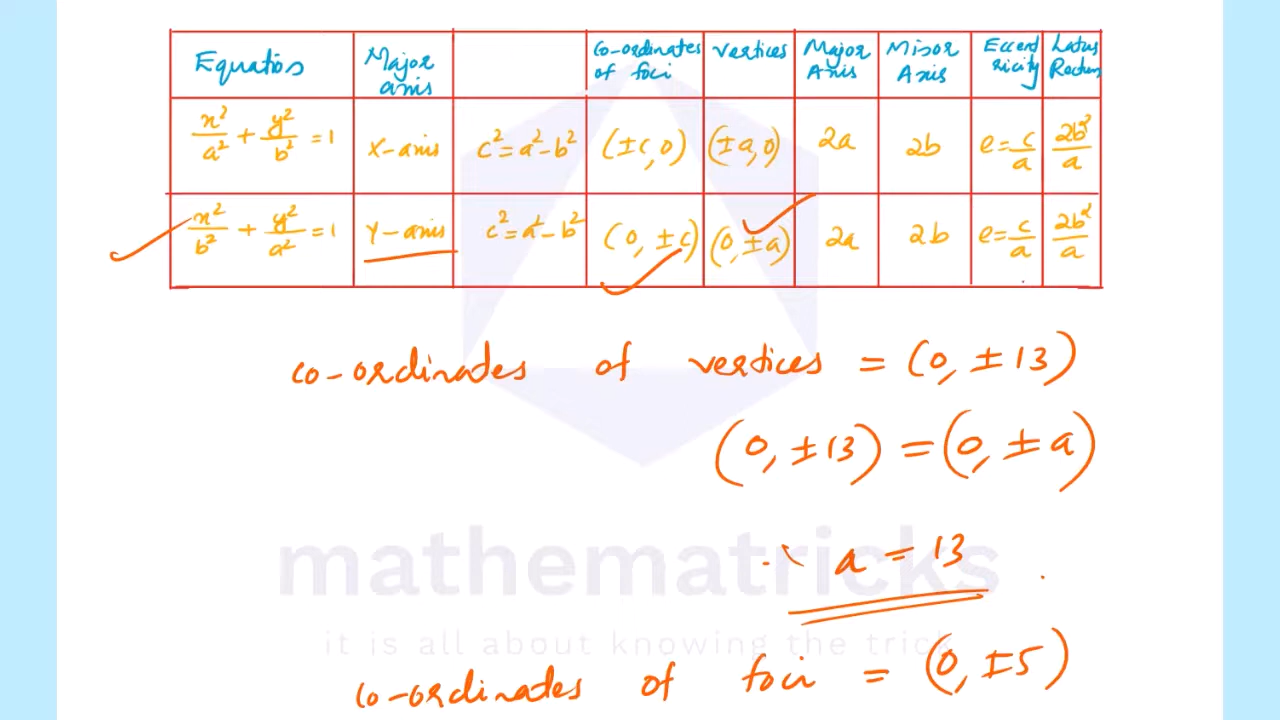 Equation Major axis Co-ordinates of foci Vertices Major Axis Minor Axis Eccentricity Latus Rectum
x²/a² + y²/b² = 1 X-axis c² = a² - b² (±c, 0) (±a, 0) 2a 2b e = c/a 2b²/a
x²/b² + y²/a² = 1 Y-axis c² = a² - b² (0, ±c) (0, ±a) 2a 2b e = c/a 2b²/a
co-ordinates of vertices = (0, ±13)
(0, ±13) = (0, ±a)
mathematricks
a = 13
it is all about knowing the trick
co-ordinates of foci = (0, ±5)